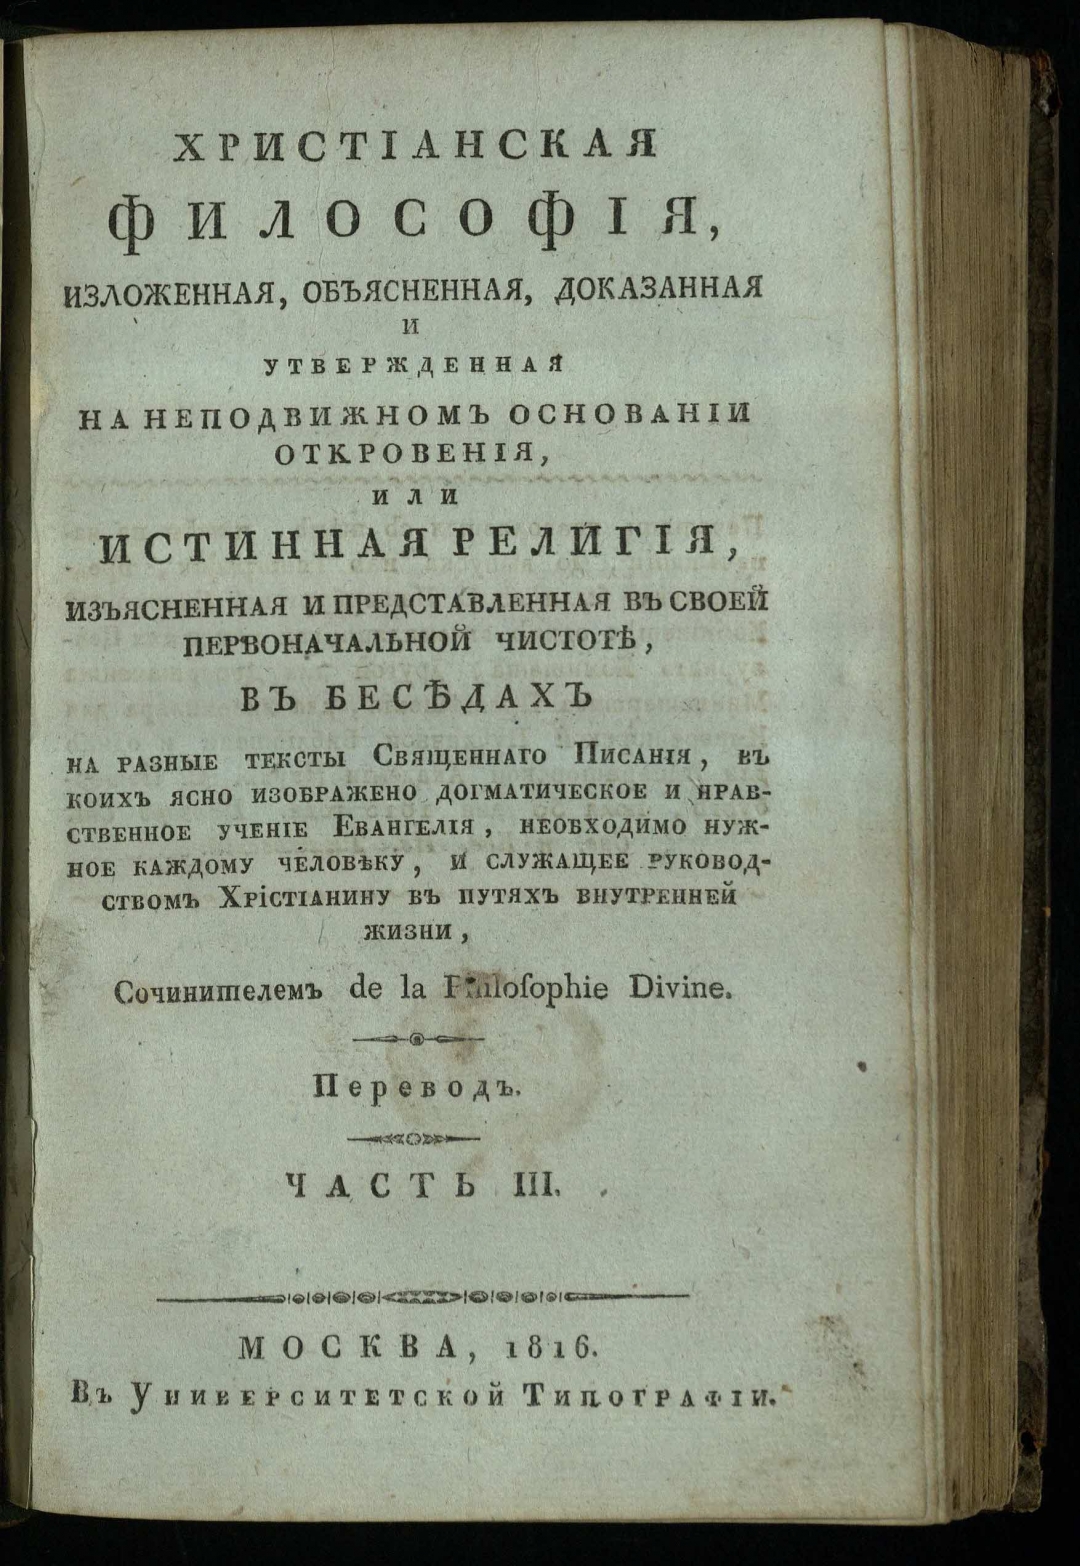 ХРИСТІАНСКАЯ
ФИЛОСОФІЯ,
ИЗЛОЖЕННАЯ, ОБЪЯСНЕННАЯ, ДОКАЗАННАЯ
И
УТВЕРЖДЕННАЯ
НА НЕПОДВИЖНОМЪ ОСНОВАНІИ
ОТКРОВЕНІЯ,
ИЛИ
ИСТИННАЯ РЕЛИГІЯ,
ИЗЪЯСНЕННАЯ И ПРЕДСТАВЛЕННАЯ ВЪ СВОЕЙ
ПЕРВОНАЧАЛЬНОЙ ЧИСТОТѢ,
ВЪ БЕСѢДАХЪ
НА РАЗНЫЕ ТЕКСТЫ СВЯЩЕННАГО ПИСАНІЯ, ВЪ
КОИХЪ ЯСНО ИЗОБРАЖЕНО ДОГМАТИЧЕСКОЕ И НРАВ-
СТВЕННОЕ УЧЕНІЕ ЕВАНГЕЛІЯ, НЕОБХОДИМО НУЖ-
НОЕ КАЖДОМУ ЧЕЛОВѢКУ, И СЛУЖАЩЕЕ РУКОВОД-
СТВОМЪ ХРІСТІАНИНУ ВЪ ПУТЯХЪ ВНУТРЕННЕЙ
ЖИЗНИ,
Сочинителемъ de la Philosophie Divine.
Переводъ.
ЧАСТЬ III.
МОСКВА, 1816.
ВЪ УНИВЕРСИТЕТСКОЙ ТИПОГРАФІИ.